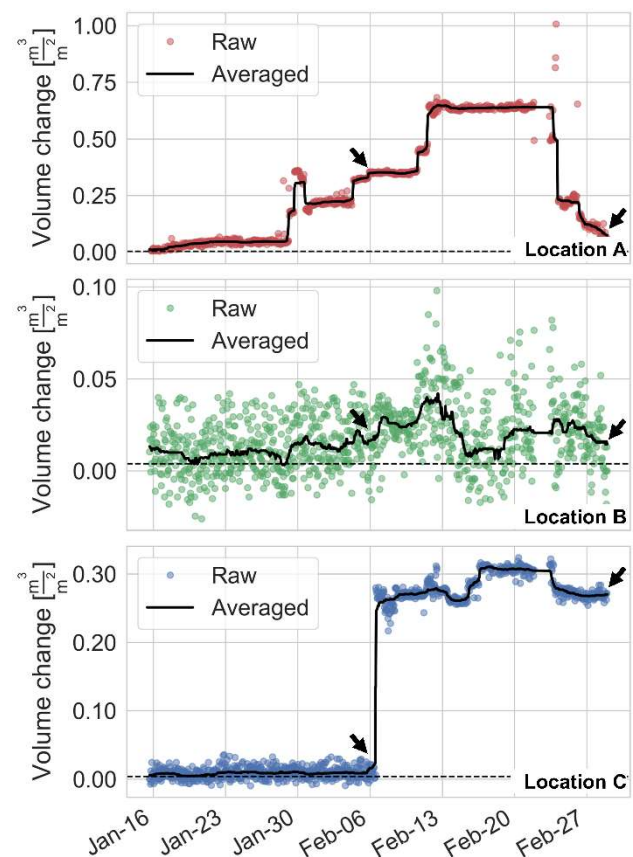 1.00
0.75
0.50
0.25
0.00
Volume change [m³/m²]
Raw
Averaged
Location A
0.10
0.05
0.00
Volume change [m³/m²]
Raw
Averaged
Location B
0.30
0.20
0.10
0.00
Volume change [m³/m²]
Raw
Averaged
Location C
Jan-16
Jan-23
Jan-30
Feb-06
Feb-13
Feb-20
Feb-27